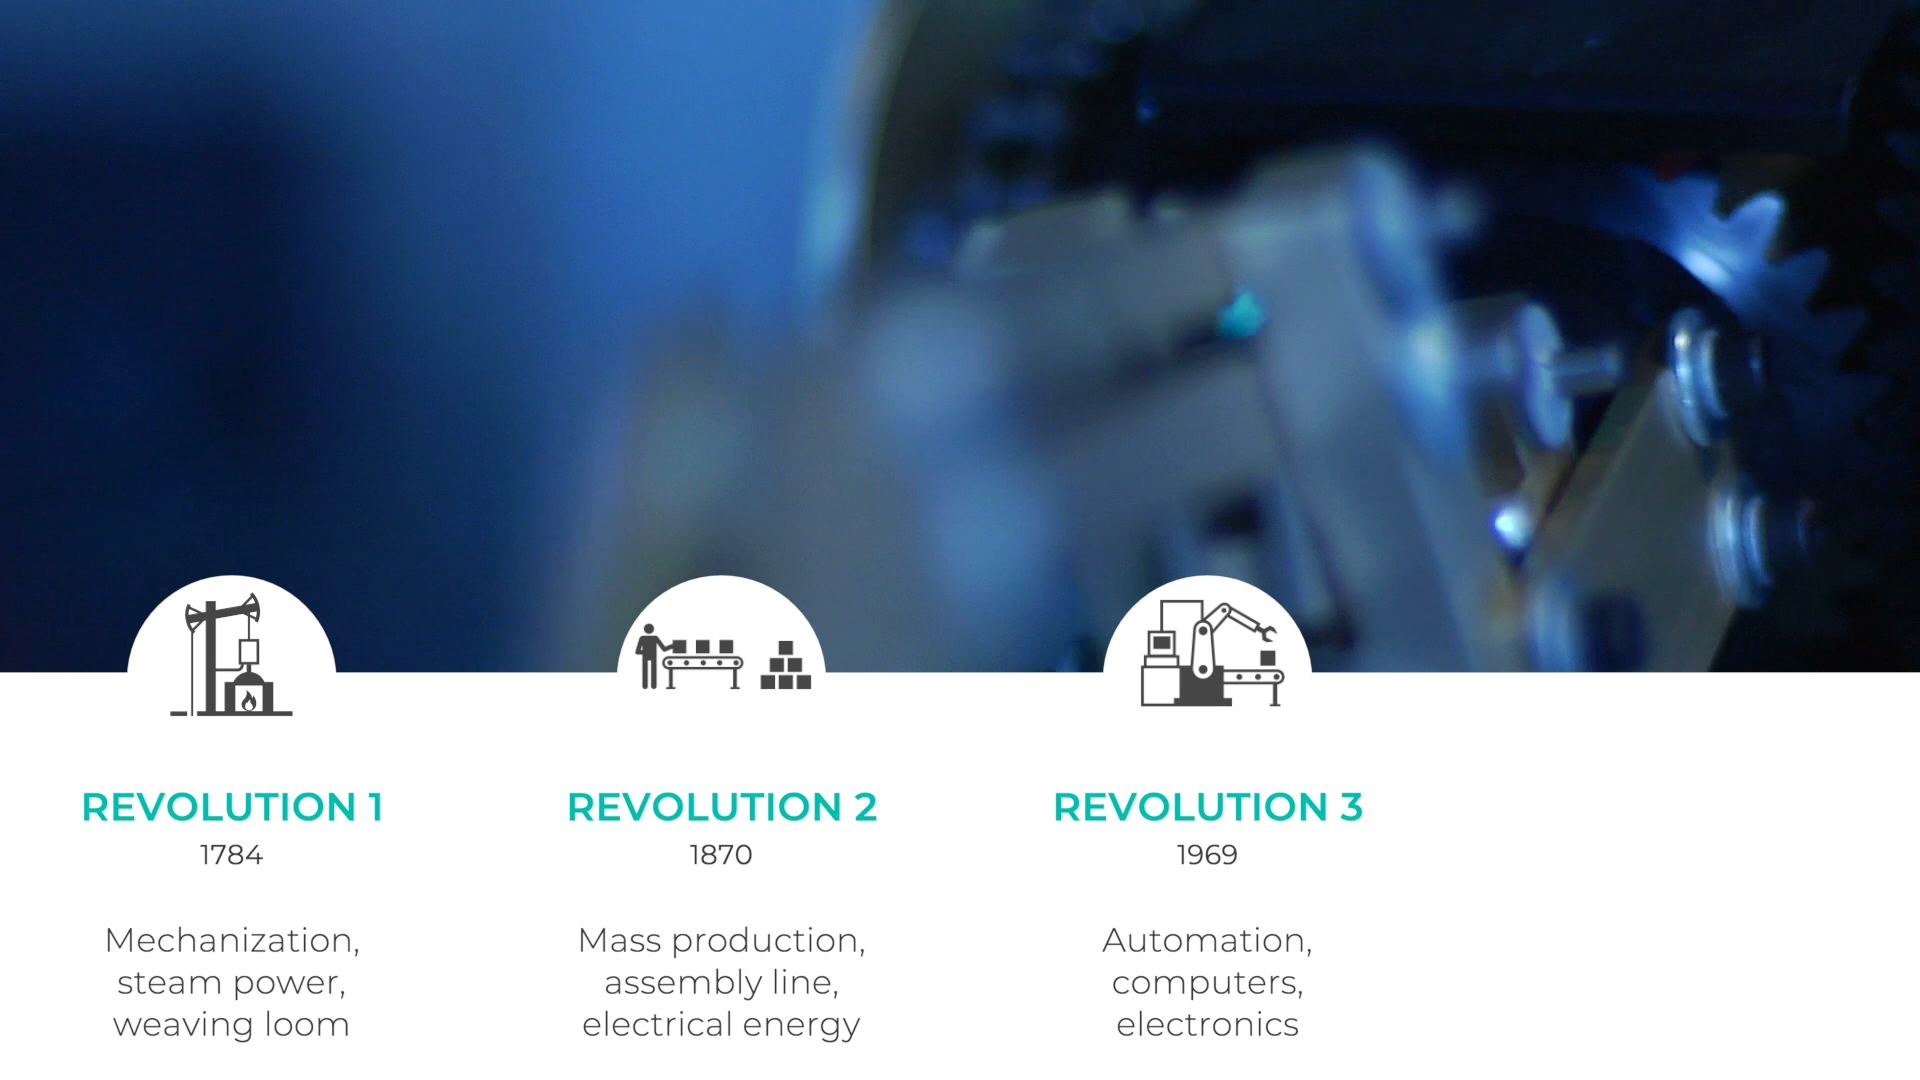 REVOLUTION 1
1784
Mechanization,
steam power,
weaving loom
REVOLUTION 2
1870
Mass production,
assembly line,
electrical energy
REVOLUTION 3
1969
Automation,
computers,
electronics